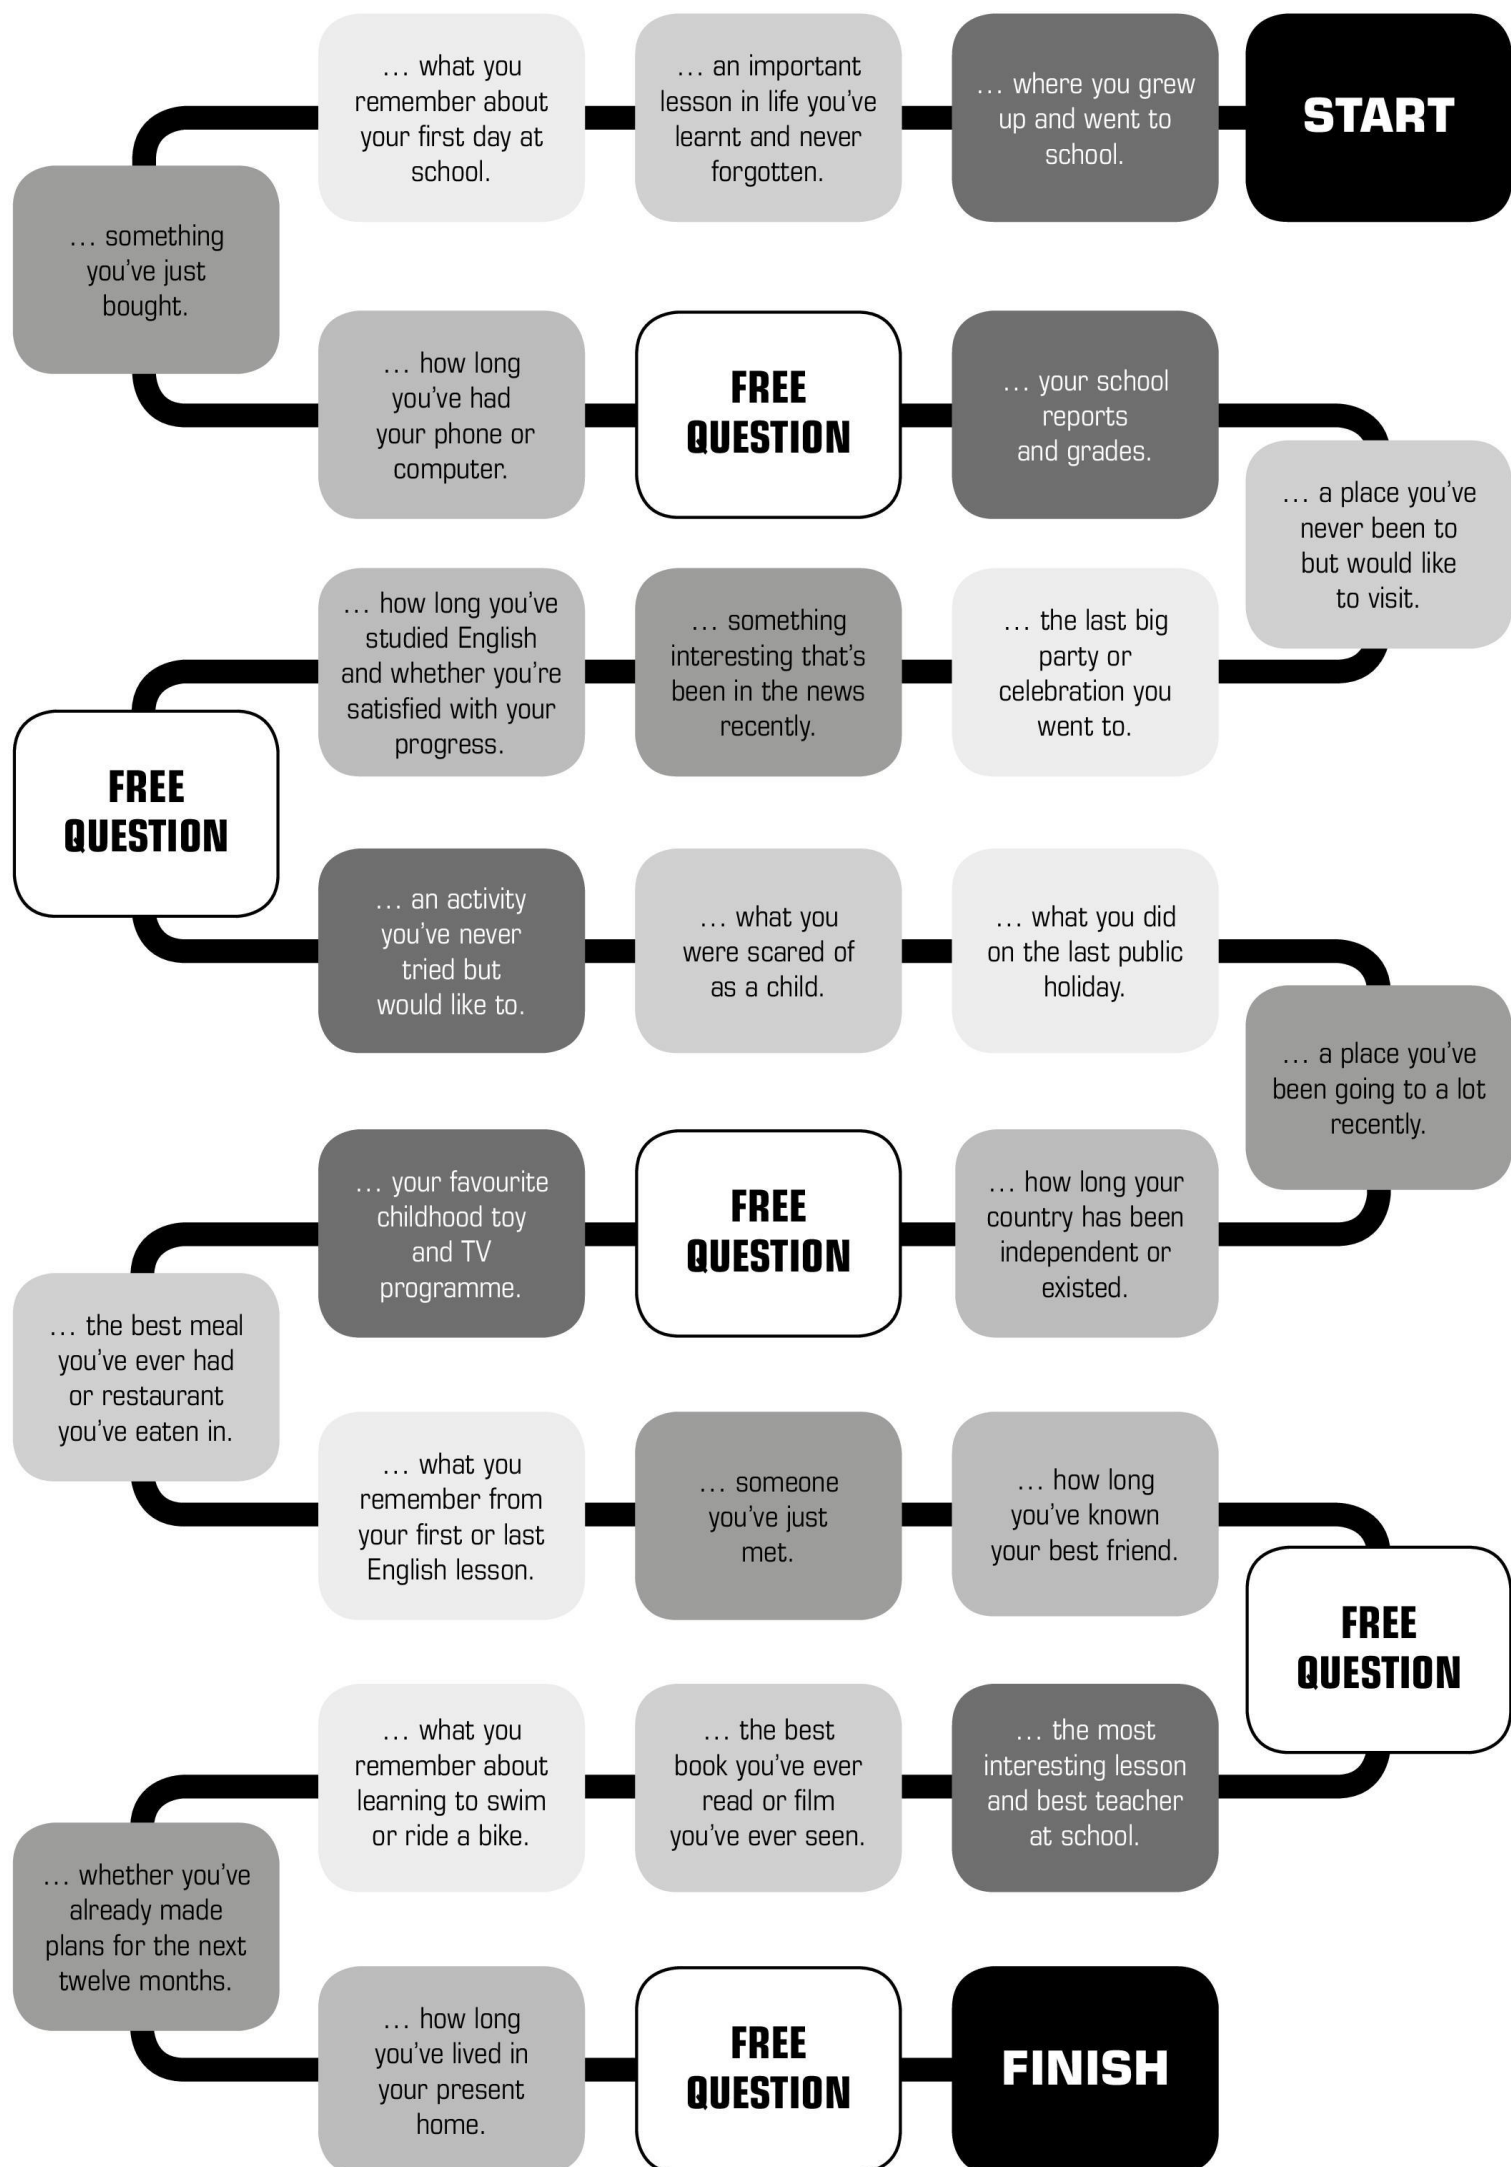 START
... where you grew
up and went to
school.
... an important
lesson in life you've
learnt and never
forgotten.
... what you
remember about
your first day at
school.
... something
you've just
bought.
... how long
you've had
your phone or
computer.
FREE
QUESTION
... your school
reports
and grades.
... a place you've
never been to
but would like
to visit.
... the last big
party or
celebration you
went to.
... something
interesting that's
been in the news
recently.
... how long you've
studied English
and whether you're
satisfied with your
progress.
FREE
QUESTION
... an activity
you've never
tried but
would like to.
... what you
were scared of
as a child.
... what you did
on the last public
holiday.
... a place you've
been going to a lot
recently.
... how long your
country has been
independent or
existed.
FREE
QUESTION
... your favourite
childhood toy
and TV
programme.
... the best meal
you've ever had
or restaurant
you've eaten in.
... what you
remember from
your first or last
English lesson.
... someone
you've just
met.
... how long
you've known
your best friend.
FREE
QUESTION
... the most
interesting lesson
and best teacher
at school.
... the best
book you've ever
read or film
you've ever seen.
... what you
remember about
learning to swim
or ride a bike.
... whether you've
already made
plans for the next
twelve months.
... how long
you've lived in
your present
home.
FREE
QUESTION
FINISH